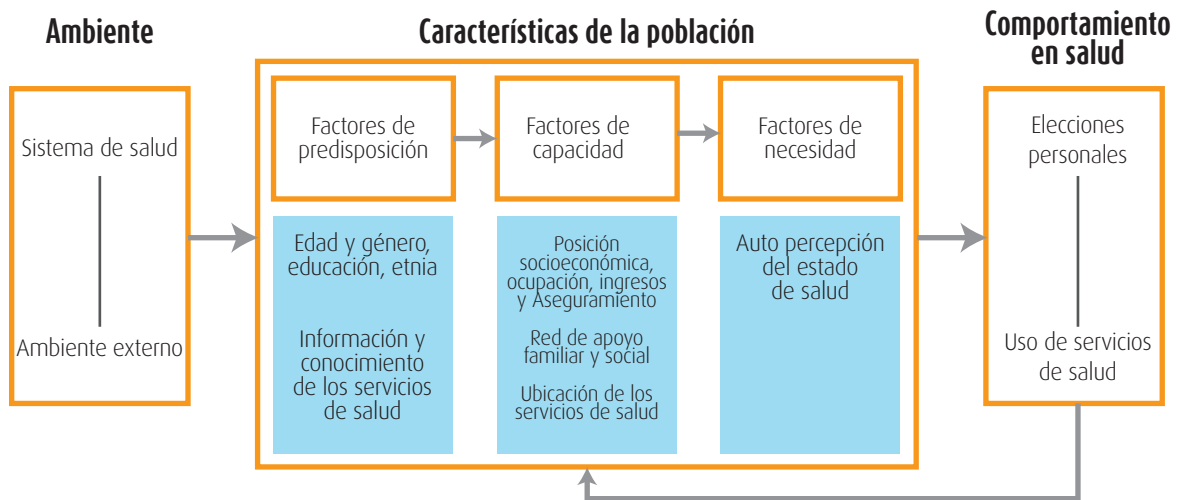 Ambiente
Sistema de salud
Ambiente externo
Características de la población
Factores de
predisposición
Edad y género,
educación, etnia
Información y
conocimiento
de los servicios
de salud
Factores de
capacidad
Posición
socioeconómica,
ocupación, ingresos
y Aseguramiento
Red de apoyo
familiar y social
Ubicación de los
servicios de salud
Factores de
necesidad
Auto percepción
del estado
de salud
Comportamiento
en salud
Elecciones
personales
Uso de servicios
de salud